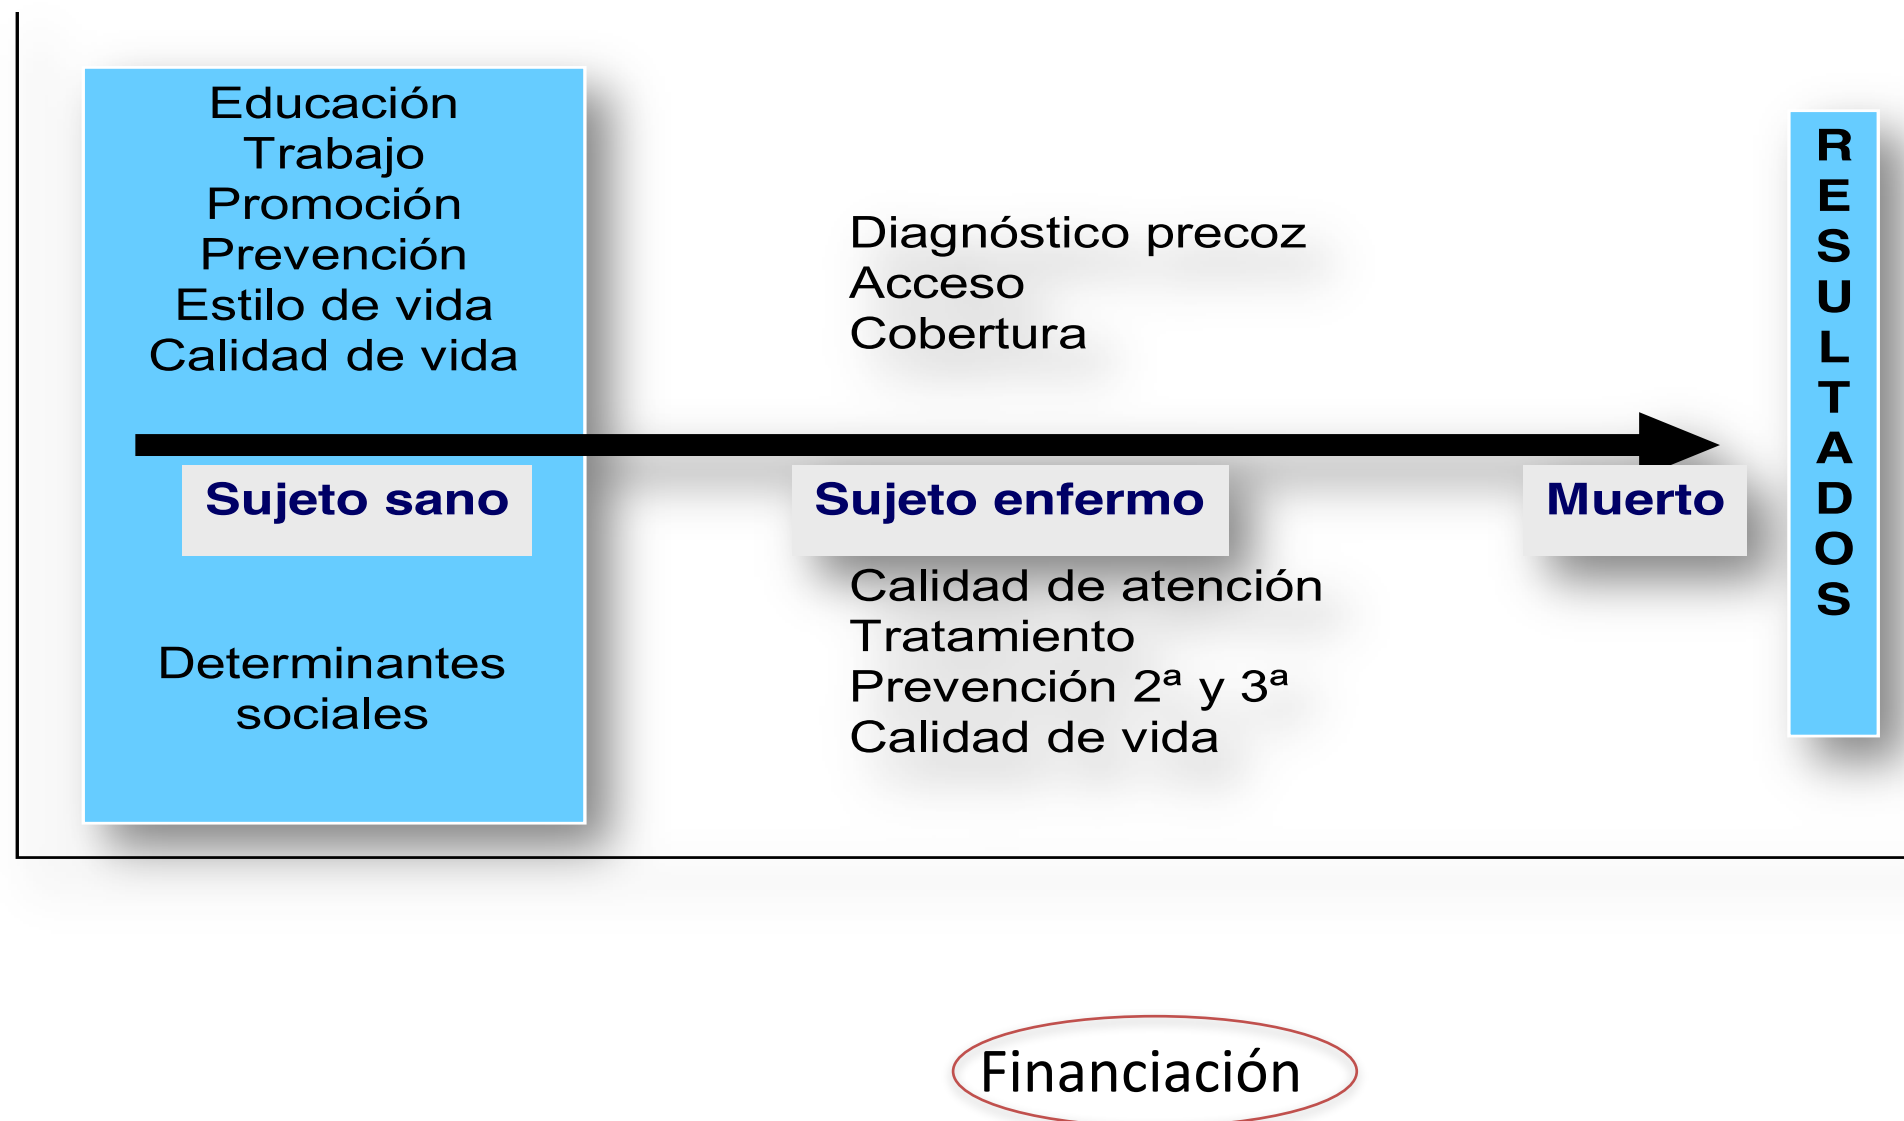 Educación
Trabajo
Promoción
Prevención
Estilo de vida
Calidad de vida
Diagnóstico precoz
Acceso
Cobertura
Sujeto sano
Sujeto enfermo
Muerto
Determinantes
sociales
Calidad de atención
Tratamiento
Prevención 2ª y 3ª
Calidad de vida
R
E
S
U
L
T
A
D
O
S
Financiación